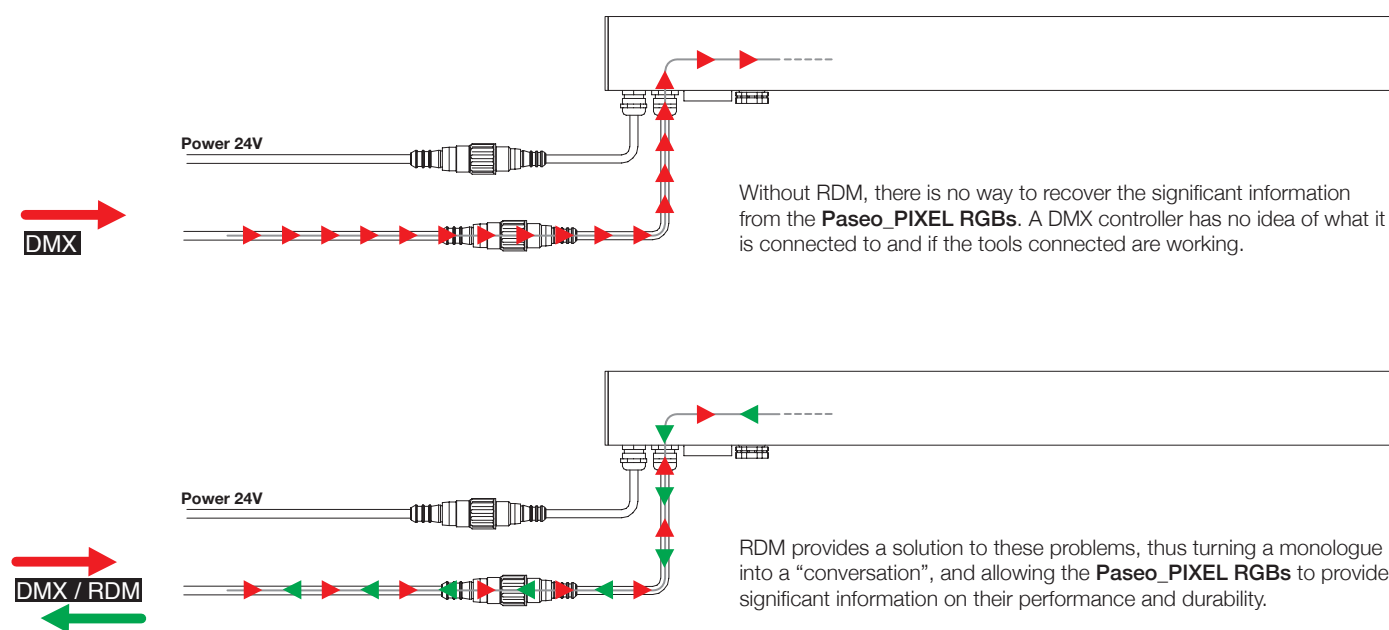 Power 24V
DMX
Without RDM, there is no way to recover the significant information
from the Paseo_PIXEL RGBs. A DMX controller has no idea of what it
is connected to and if the tools connected are working.
Power 24V
DMX / RDM
RDM provides a solution to these problems, thus turning a monologue
into a “conversation”, and allowing the Paseo_PIXEL RGBs to provide
significant information on their performance and durability.